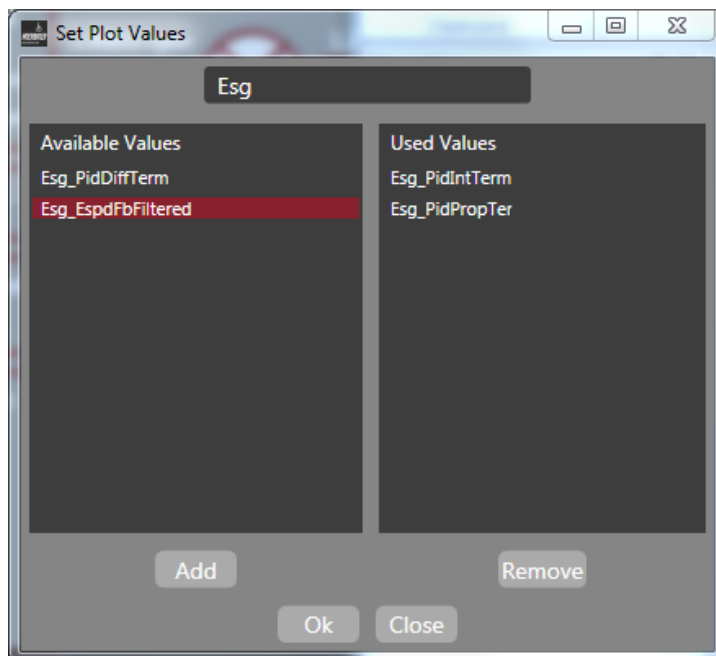 Set Plot Values
Esg
Available Values
Esg_PidDiffTerm
Esg_EspdFbFiltered
Used Values
Esg_PidIntTerm
Esg_PidPropTer
Add
Remove
Ok
Close